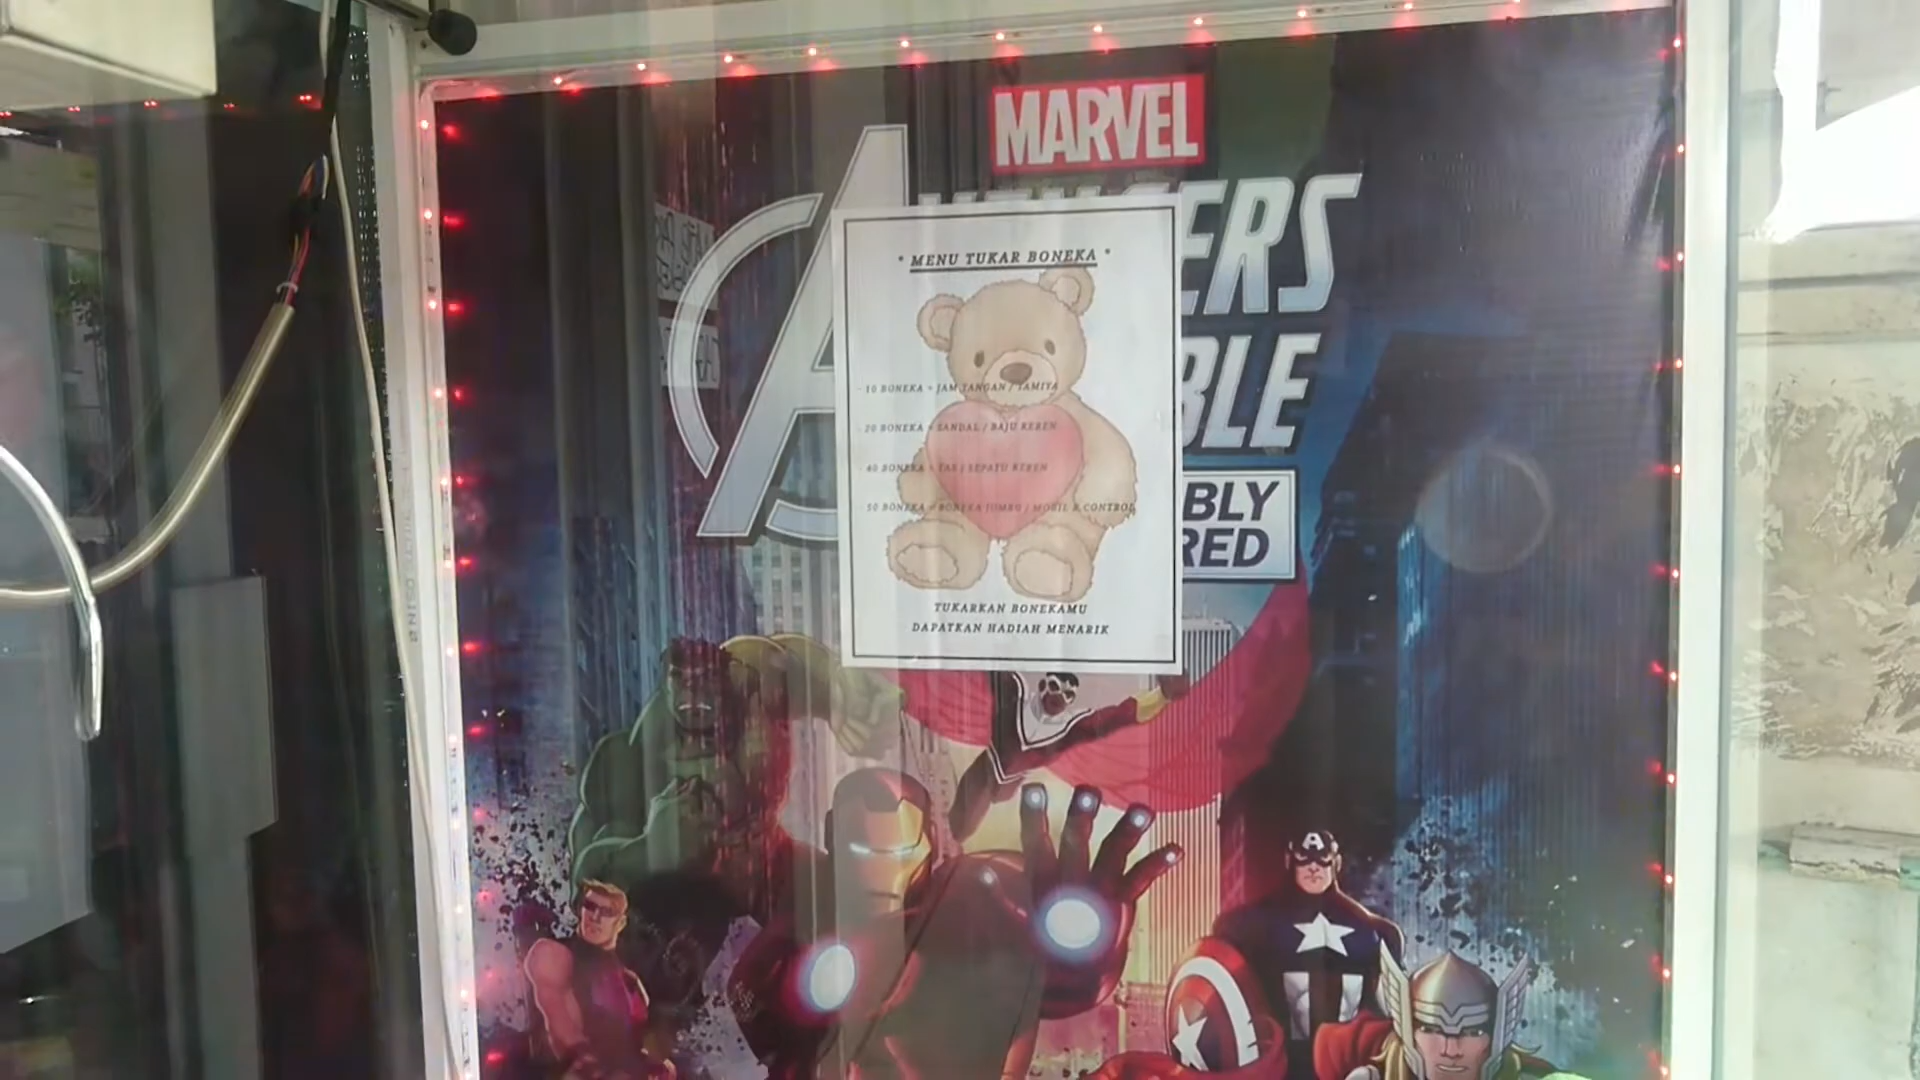 MARVEL
ERS
BLE
BLY
RED
* MENU TUKAR BONEKA *
- 10 BONEKA = JAM TANGAN / TAMIYA
- 20 BONEKA = SANDAL / BAJU KEREN
- 40 BONEKA = TAS / SEPATU KEREN
- 50 BONEKA = BONEKA JUMBO / MOBIL R.CONTROL
TUKARKAN BONEKAMU
DAPATKAN HADIAH MENARIK